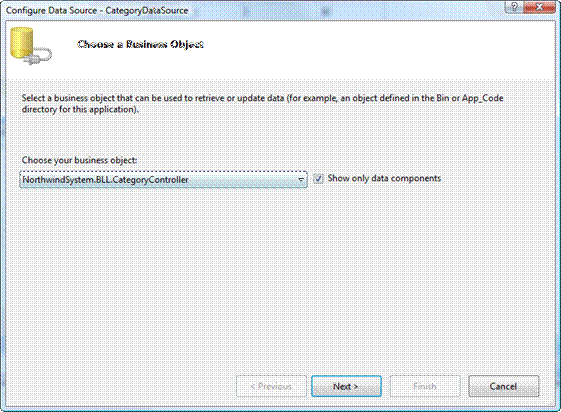 Configure Data Source - CategoryDataSource
Choose a Business Object
Select a business object that can be used to retrieve or update data (for example, an object defined in the Bin or App_Code
directory for this application).
Choose your business object:
NorthwindSystem.BLL.CategoryController
Show only data components
< Previous
Next >
Finish
Cancel